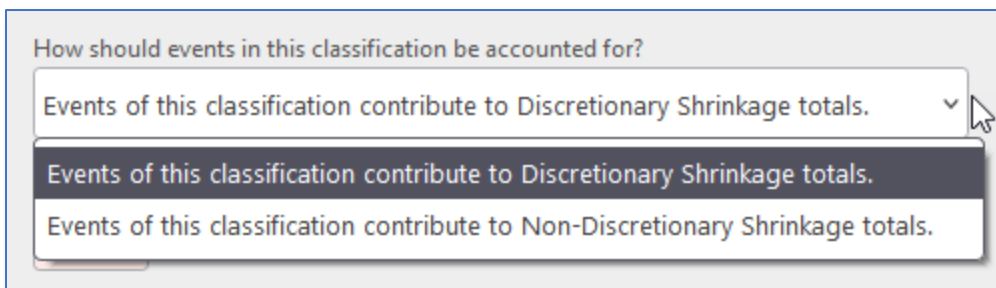 How should events in this classification be accounted for?
Events of this classification contribute to Discretionary Shrinkage totals.
Events of this classification contribute to Discretionary Shrinkage totals.
Events of this classification contribute to Non-Discretionary Shrinkage totals.